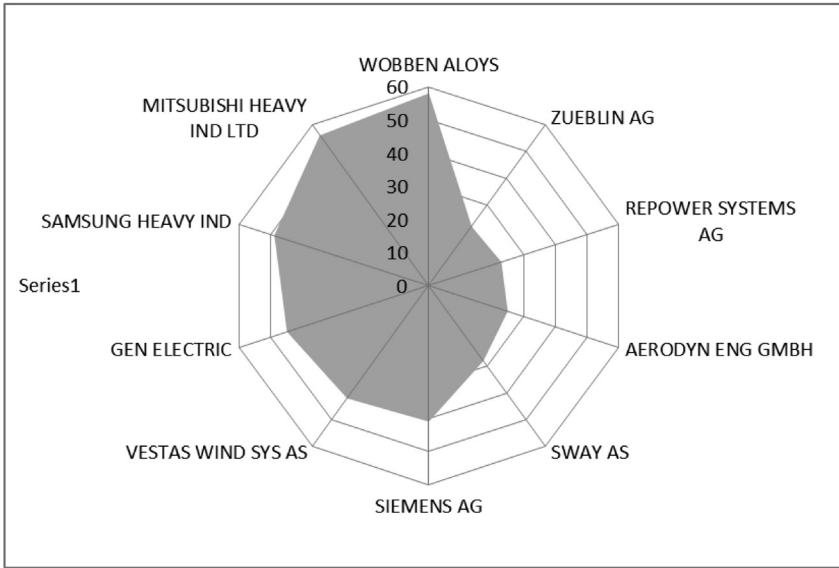 WOBBEN ALOYS
60
MITSUBISHI HEAVY
IND LTD
ZUEBLIN AG
50
40
30
SAMSUNG HEAVY IND
REPOWER SYSTEMS
AG
20
10
Series1
0
GEN ELECTRIC
AERODYN ENG GMBH
VESTAS WIND SYS AS
SWAY AS
SIEMENS AG